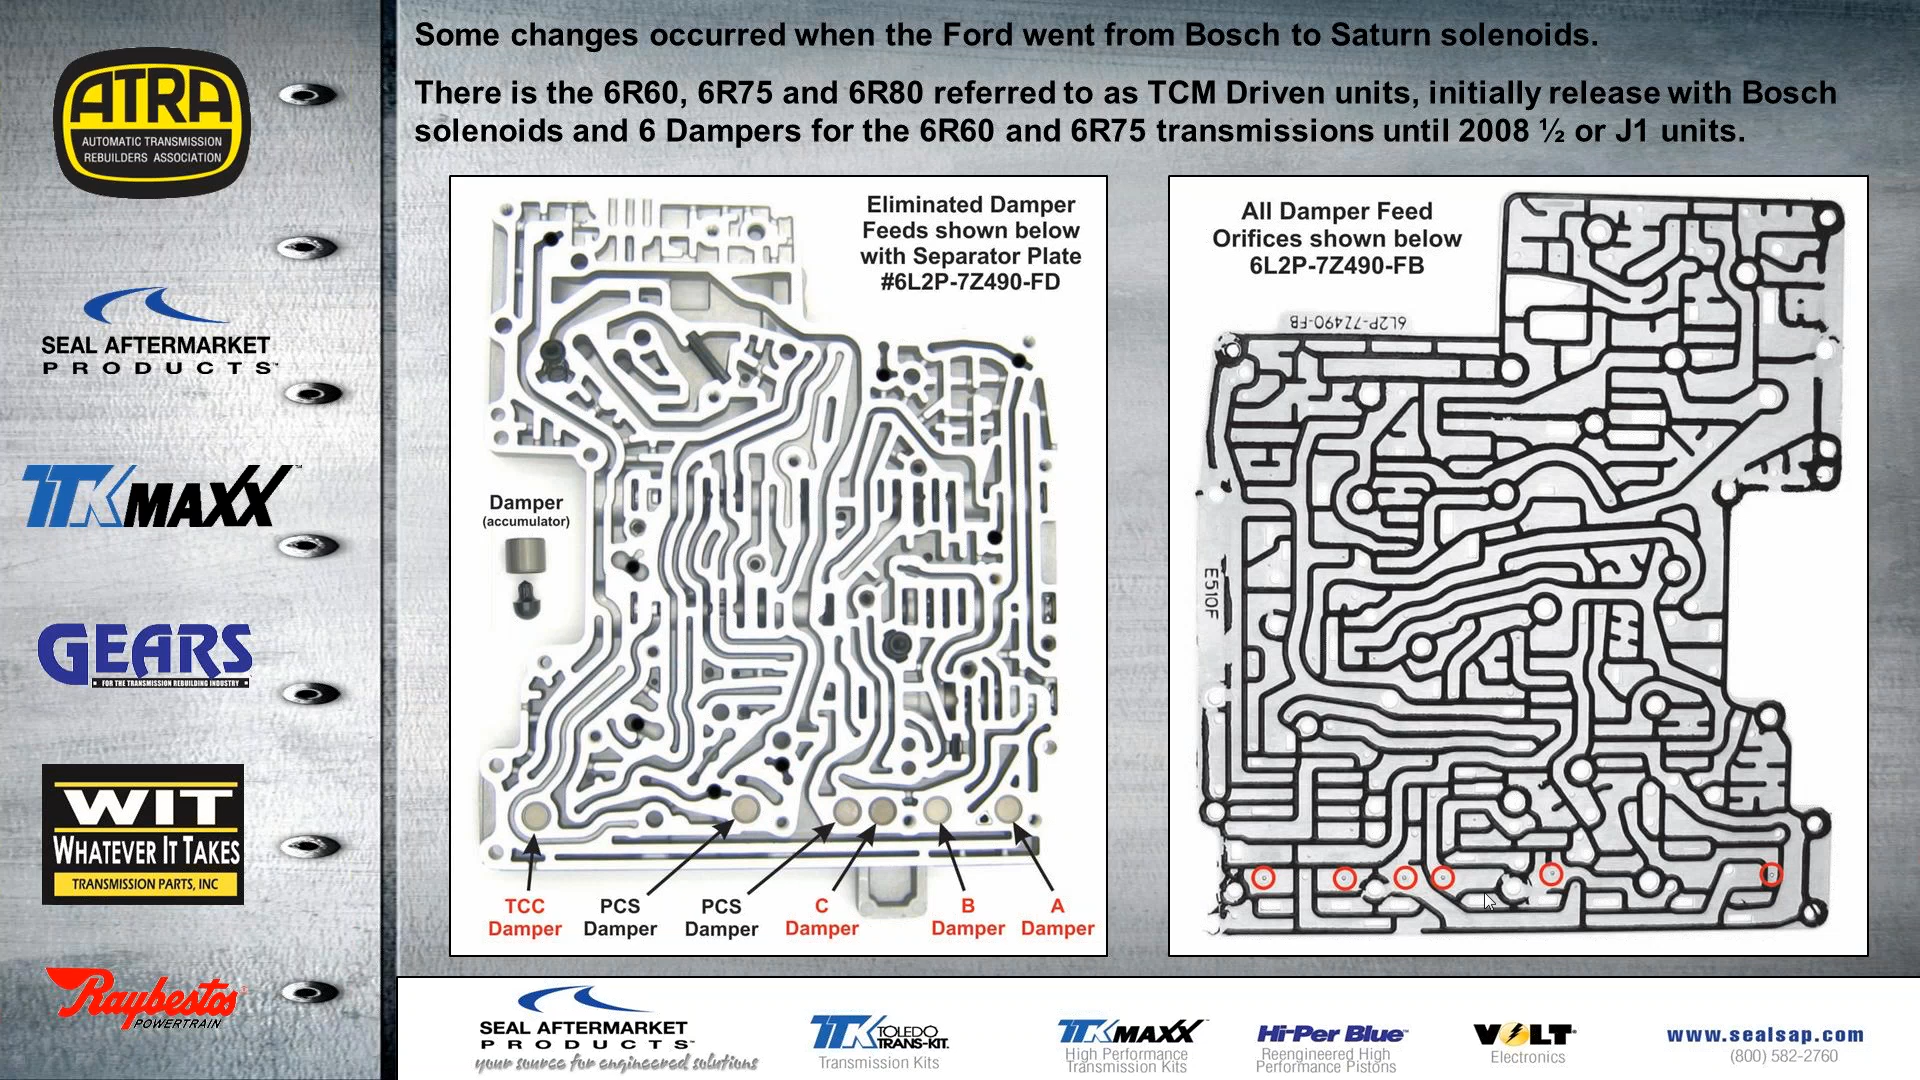 Some changes occurred when the Ford went from Bosch to Saturn solenoids.
There is the 6R60, 6R75 and 6R80 referred to as TCM Driven units, initially release with Bosch
solenoids and 6 Dampers for the 6R60 and 6R75 transmissions until 2008 ½ or J1 units.
ATRA
AUTOMATIC TRANSMISSION
REBUILDERS ASSOCIATION
SEAL AFTERMARKET
PRODUCTS
TTK MAXX
GEARS
FOR THE TRANSMISSION REBUILDING INDUSTRY
WIT
WHATEVER IT TAKES
TRANSMISSION PARTS, INC
Raybestos
POWERTRAIN
Eliminated Damper
Feeds shown below
with Separator Plate
#6L2P-7Z490-FD
Damper
(accumulator)
TCC
Damper
PCS
Damper
PCS
Damper
C
Damper
B
Damper
A
Damper
All Damper Feed
Orifices shown below
6L2P-7Z490-FB
6L2P-7Z490-FB
E510F
SEAL AFTERMARKET
PRODUCTS
your source for engineered solutions
TTK TOLEDO
TRANS-KIT.
Transmission Kits
TTK MAXX
High Performance
Transmission Kits
Hi-Per Blue
Reengineered High
Performance Pistons
VOLT
Electronics
www.sealsap.com
(800) 582-2760